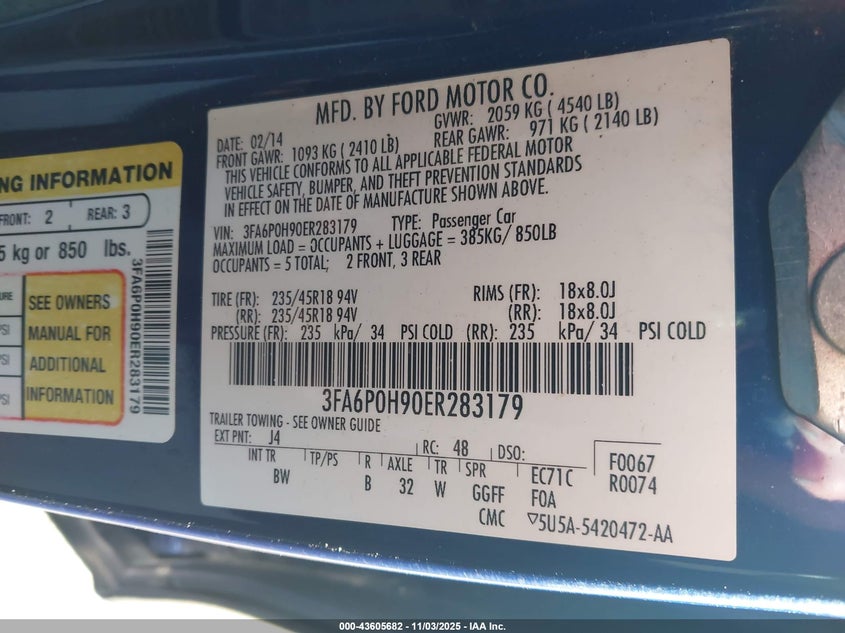 NG INFORMATION
FRONT: 2 REAR: 3
5 kg or 850 lbs.
SEE OWNERS
MANUAL FOR
ADDITIONAL
INFORMATION
PSI
PSI
PSI
3FA6P0H90ER283179
MFD. BY FORD MOTOR CO.
DATE: 02/14 GVWR: 2059 KG ( 4540 LB)
FRONT GAWR: 1093 KG ( 2410 LB) REAR GAWR: 971 KG ( 2140 LB)
THIS VEHICLE CONFORMS TO ALL APPLICABLE FEDERAL MOTOR
VEHICLE SAFETY, BUMPER, AND THEFT PREVENTION STANDARDS
IN EFFECT ON THE DATE OF MANUFACTURE SHOWN ABOVE.
VIN: 3FA6P0H90ER283179 TYPE: Passenger Car
MAXIMUM LOAD = OCCUPANTS + LUGGAGE = 385KG/ 850LB
OCCUPANTS = 5 TOTAL; 2 FRONT, 3 REAR
TIRE (FR): 235/45R18 94V RIMS (FR): 18x8.0J
(RR): 235/45R18 94V (RR): 18x8.0J
PRESSURE (FR): 235 kPa/ 34 PSI COLD (RR): 235 kPa/ 34 PSI COLD
3FA6P0H90ER283179
TRAILER TOWING - SEE OWNER GUIDE
EXT PNT: J4 RC: 48 DSO:
INT TR TP/PS R AXLE TR SPR EC71C F0067
BW B 32 W GGFF F0A R0074
CMC ▽5U5A-5420472-AA
000-43605682 - 11/03/2025 - IAA Inc.